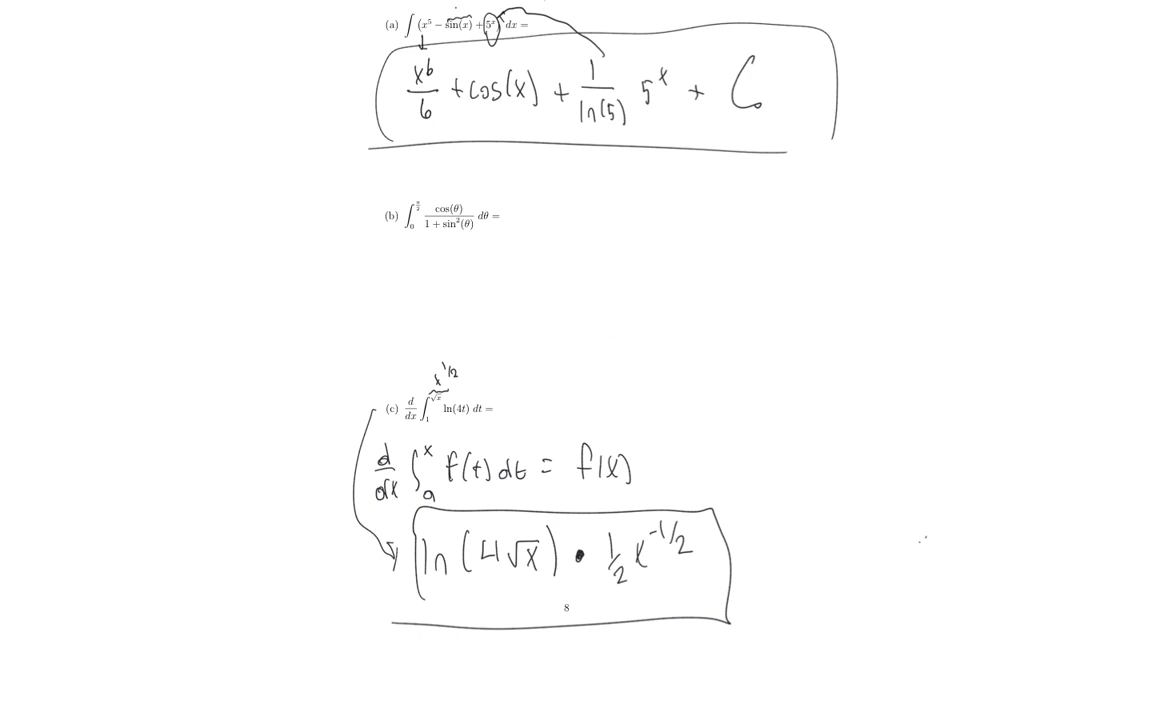 (a) ∫ (x⁵ − sin(x) + 5ˣ) dx =
x⁶/6 + cos(x) + 1/ln(5) 5ˣ + C
(b) ∫₀^(π/2) cos(θ)/(1 + sin²(θ)) dθ =
x^1/2
(c) d/dx ∫₁^√x ln(4t) dt =
d/dx ∫ₐˣ f(t) dt = f(x)
ln(4√x) • 1/2 x^-1/2
8